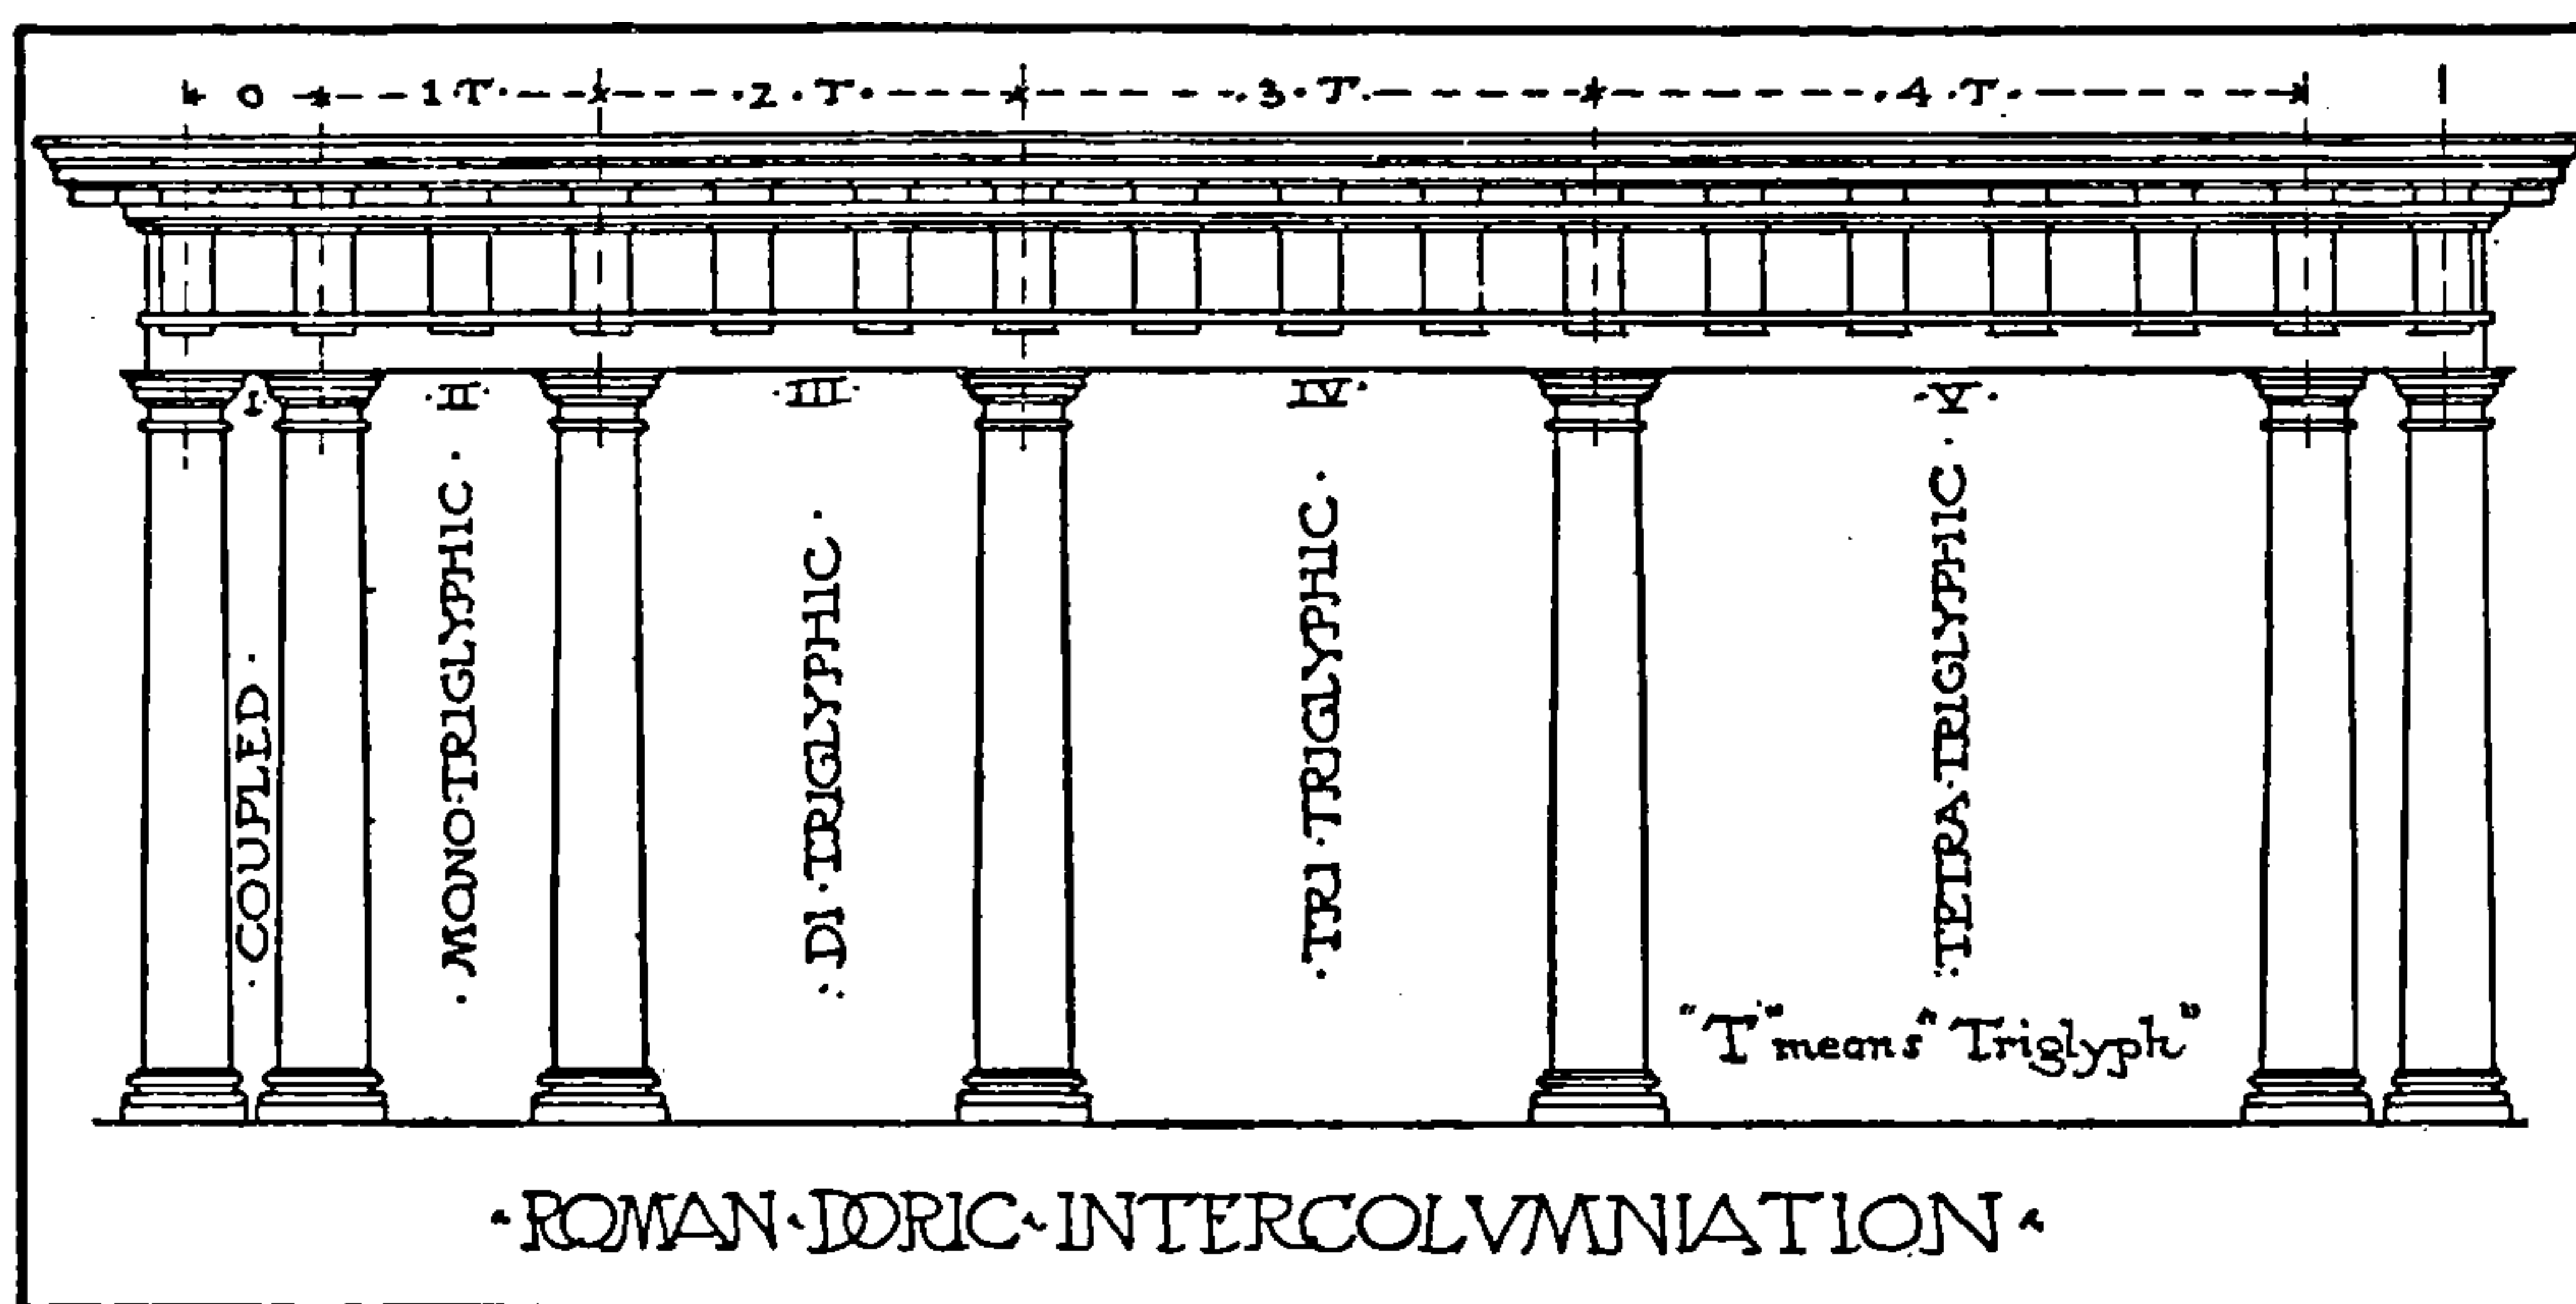 0 1·T· ·2·T· ·3·T· ·4·T·
·I· ·II· ·III· IV· ·V·
·COUPLED·
·MONO·TRIGLYPHIC·
·DI·TRIGLYPHIC·
·TRI·TRIGLYPHIC·
·TETRA·TRIGLYPHIC·
"T" means "Triglyph"
·ROMAN·DORIC·INTERCOLVMNIATION·